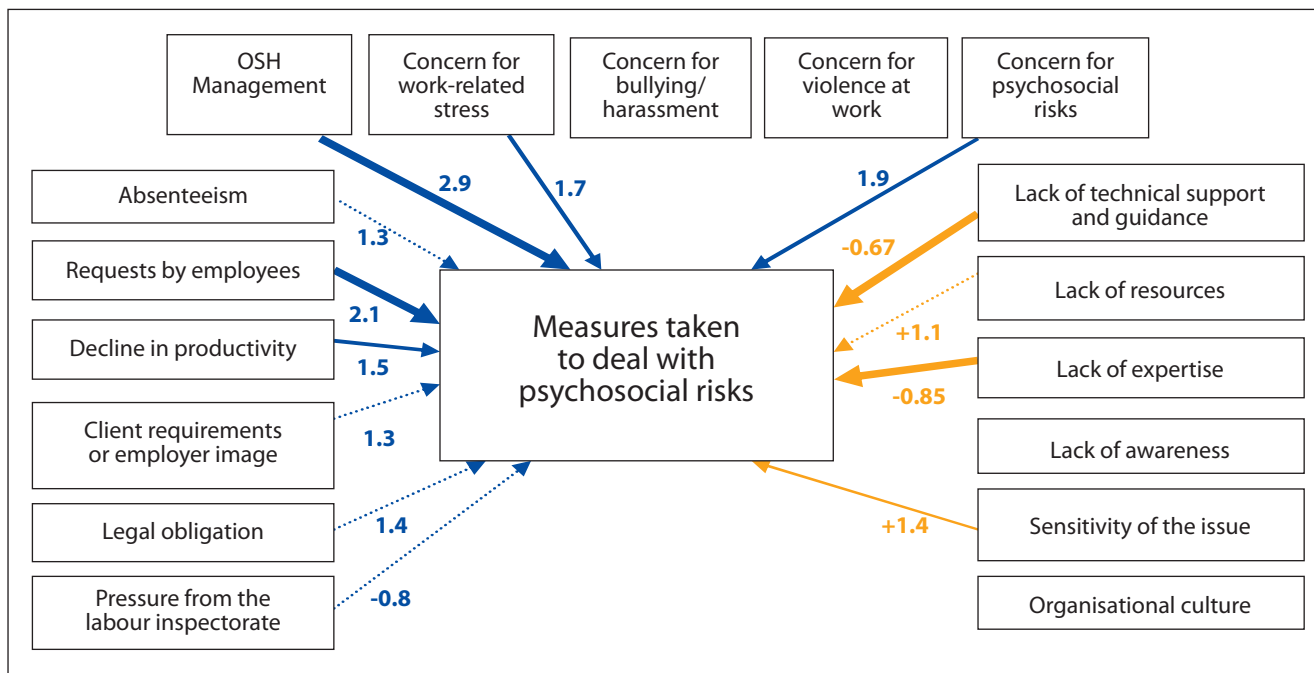 OSH
Management
Concern for
work-related
stress
Concern for
bullying/
harassment
Concern for
violence at
work
Concern for
psychosocial
risks
2.9
1.7
1.9
Absenteeism
1.3
Requests by employees
2.1
Decline in productivity
1.5
Client requirements
or employer image
1.3
Legal obligation
1.4
Pressure from the
labour inspectorate
-0.8
Measures taken
to deal with
psychosocial risks
Lack of technical support
and guidance
-0.67
Lack of resources
+1.1
Lack of expertise
-0.85
Lack of awareness
Sensitivity of the issue
+1.4
Organisational culture